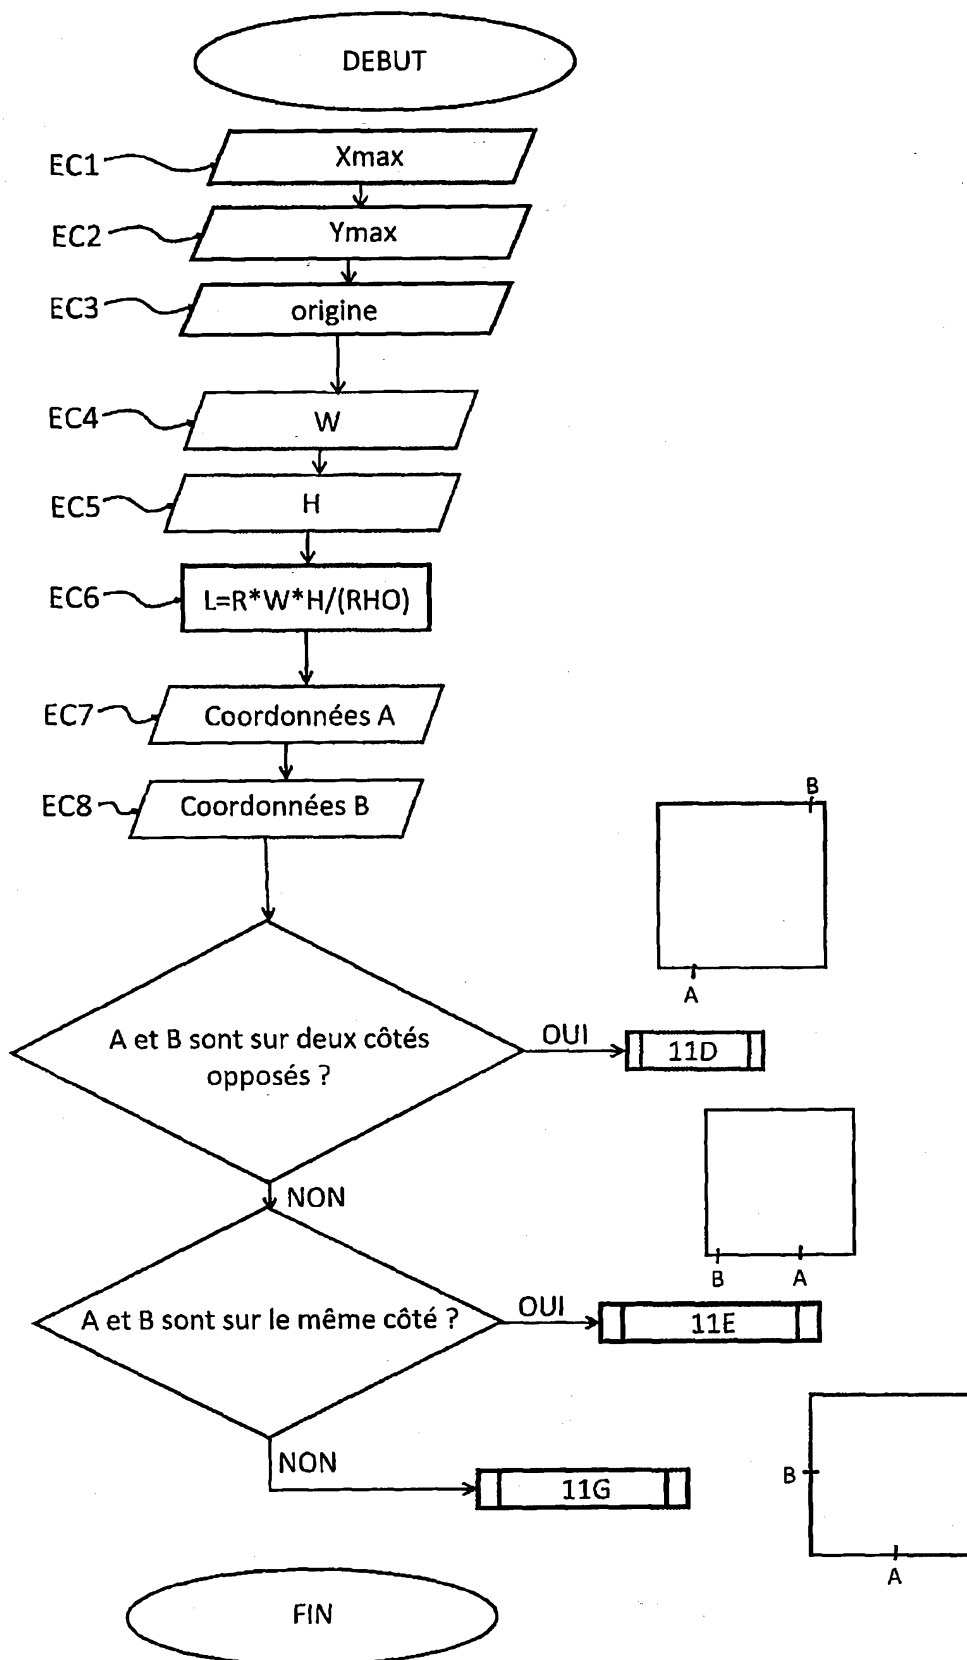 DEBUT
EC1
Xmax
EC2
Ymax
EC3
origine
EC4
W
EC5
H
EC6
L=R*W*H/(RHO)
EC7
Coordonnées A
EC8
Coordonnées B
B
A
A et B sont sur deux côtés
opposés ?
OUI
11D
NON
B
A
A et B sont sur le même côté ?
OUI
11E
NON
11G
B
A
FIN